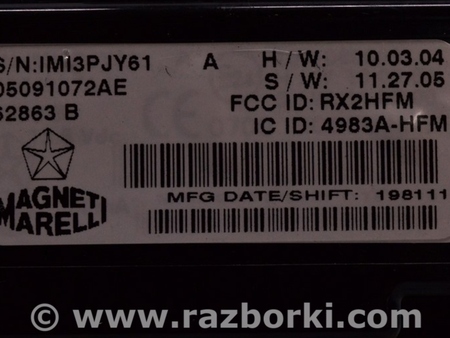 S/N:IMI3PJY61 A H/W: 10.03.04
05091072AE S/W: 11.27.05
62863 B FCC ID: RX2HFM
IC ID: 4983A-HFM
MAGNETI
MARELLI
MFG DATE/SHIFT: 198111
© www.razborki.com